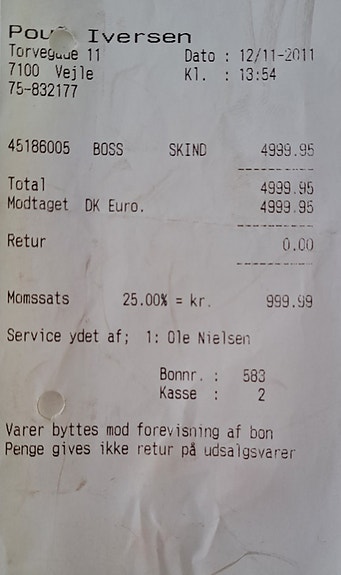 Iversen
Torvegade 11 Dato : 12/11-2011
7100 Vejle Kl. : 13:54
75-832177
45186005 BOSS SKIND 4999.95
Total 4999.95
Modtaget DK Euro. 4999.95
Retur 0.00
Momssats 25.00% = kr. 999.99
Service ydet af; 1: Ole Nielsen
Bonnr. : 583
Kasse : 2
Varer byttes mod forevisning af bon
Penge gives ikke retur på udsalgsvarer